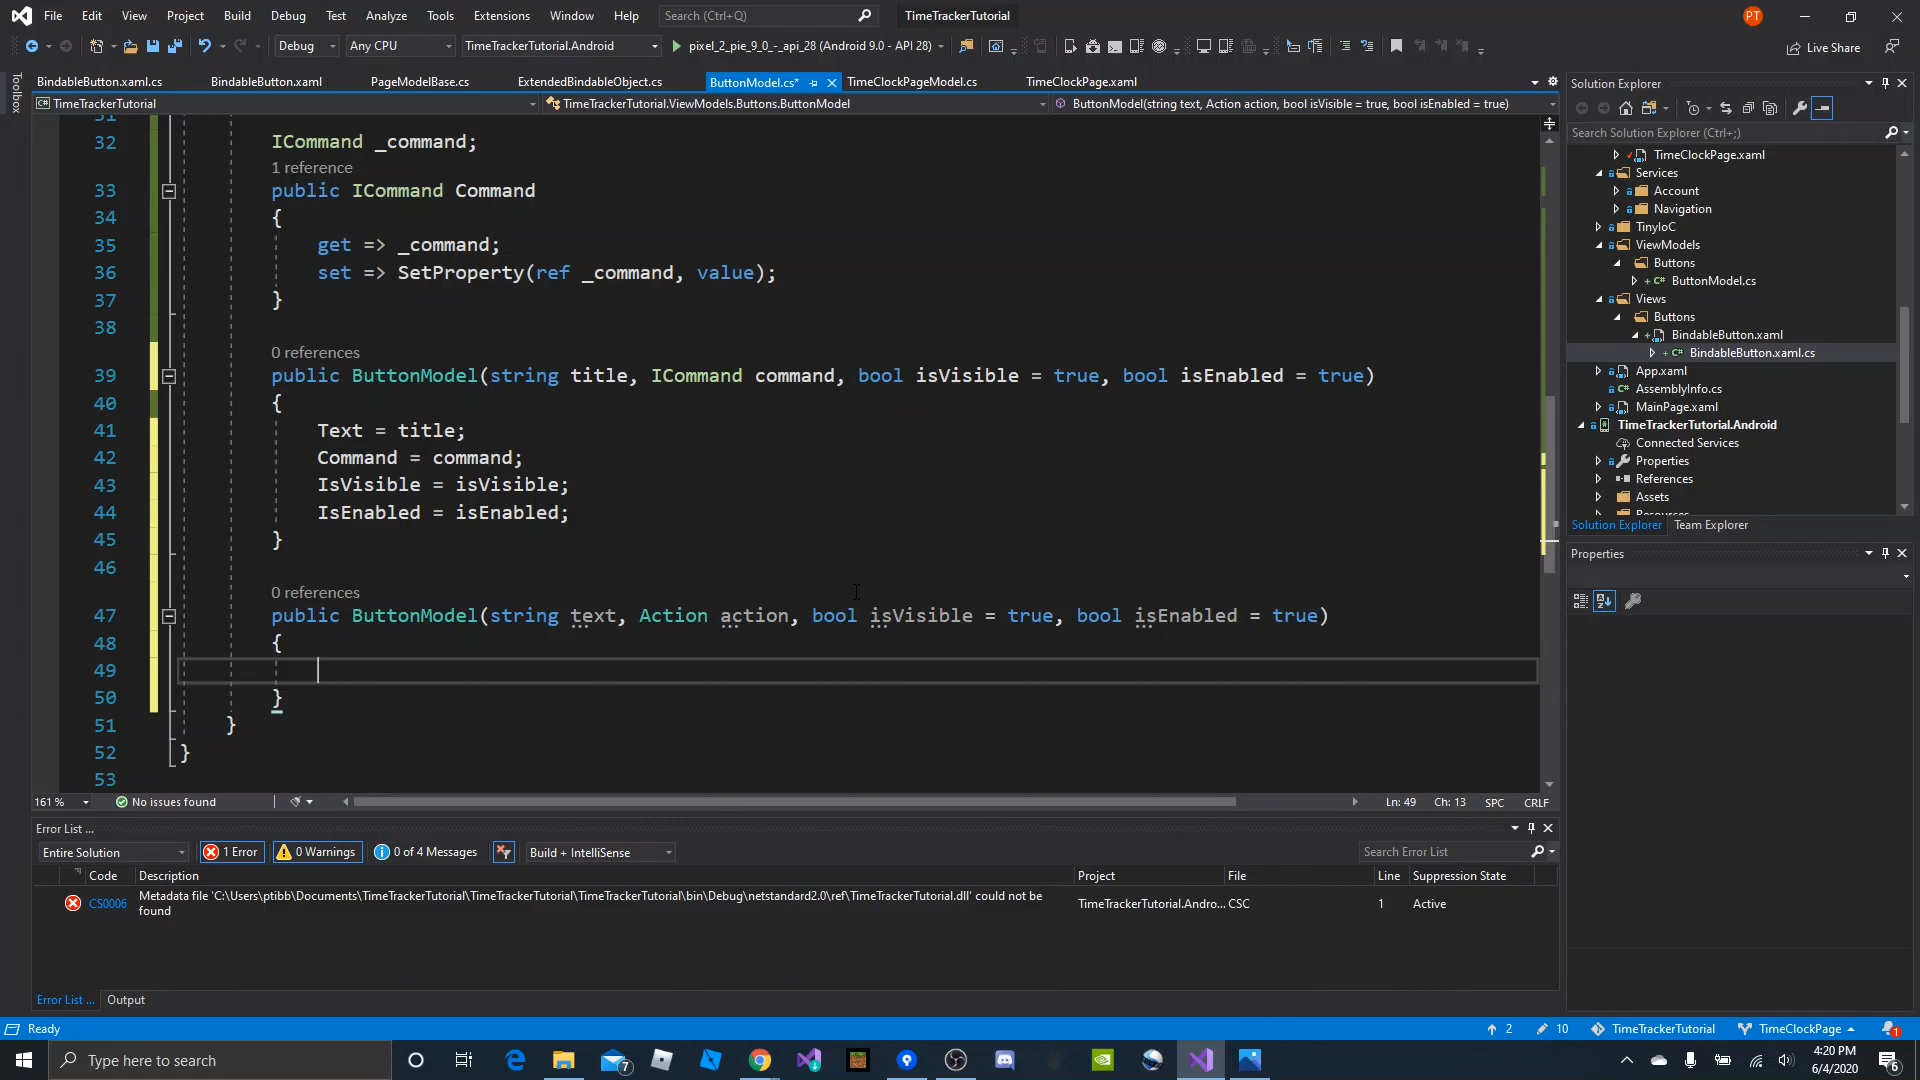 File Edit View Project Build Debug Test Analyze Tools Extensions Window Help Search (Ctrl+Q) TimeTrackerTutorial PT
Debug Any CPU TimeTrackerTutorial.Android pixel_2_pie_9_0_-_api_28 (Android 9.0 - API 28) Live Share
Toolbox
BindableButton.xaml.cs BindableButton.xaml PageModelBase.cs ExtendedBindableObject.cs ButtonModel.cs* TimeClockPageModel.cs TimeClockPage.xaml
TimeTrackerTutorial TimeTrackerTutorial.ViewModels.Buttons.ButtonModel ButtonModel(string text, Action action, bool isVisible = true, bool isEnabled = true)
31
32 ICommand _command;
1 reference
33 public ICommand Command
34 {
35 get => _command;
36 set => SetProperty(ref _command, value);
37 }
38
0 references
39 public ButtonModel(string title, ICommand command, bool isVisible = true, bool isEnabled = true)
40 {
41 Text = title;
42 Command = command;
43 IsVisible = isVisible;
44 IsEnabled = isEnabled;
45 }
46
0 references
47 public ButtonModel(string text, Action action, bool isVisible = true, bool isEnabled = true)
48 {
49
50 }
51 }
52 }
53
161 % No issues found Ln: 49 Ch: 13 SPC CRLF
Error List ...
Entire Solution 1 Error 0 Warnings 0 of 4 Messages Build + IntelliSense Search Error List
Code Description Project File Line Suppression State
CS0006 Metadata file 'C:\Users\ptibb\Documents\TimeTrackerTutorial\TimeTrackerTutorial\TimeTrackerTutorial\bin\Debug\netstandard2.0\ref\TimeTrackerTutorial.dll' could not be
found TimeTrackerTutorial.Andro... CSC 1 Active
Error List ... Output
Solution Explorer
Search Solution Explorer (Ctrl+;)
TimeClockPage.xaml
Services
Account
Navigation
TinyIoC
ViewModels
Buttons
ButtonModel.cs
Views
Buttons
BindableButton.xaml
BindableButton.xaml.cs
App.xaml
AssemblyInfo.cs
MainPage.xaml
TimeTrackerTutorial.Android
Connected Services
Properties
References
Assets
Resources
Solution Explorer Team Explorer
Properties
Ready 2 10 TimeTrackerTutorial TimeClockPage 1
Type here to search 7 4:20 PM
6/4/2020 6